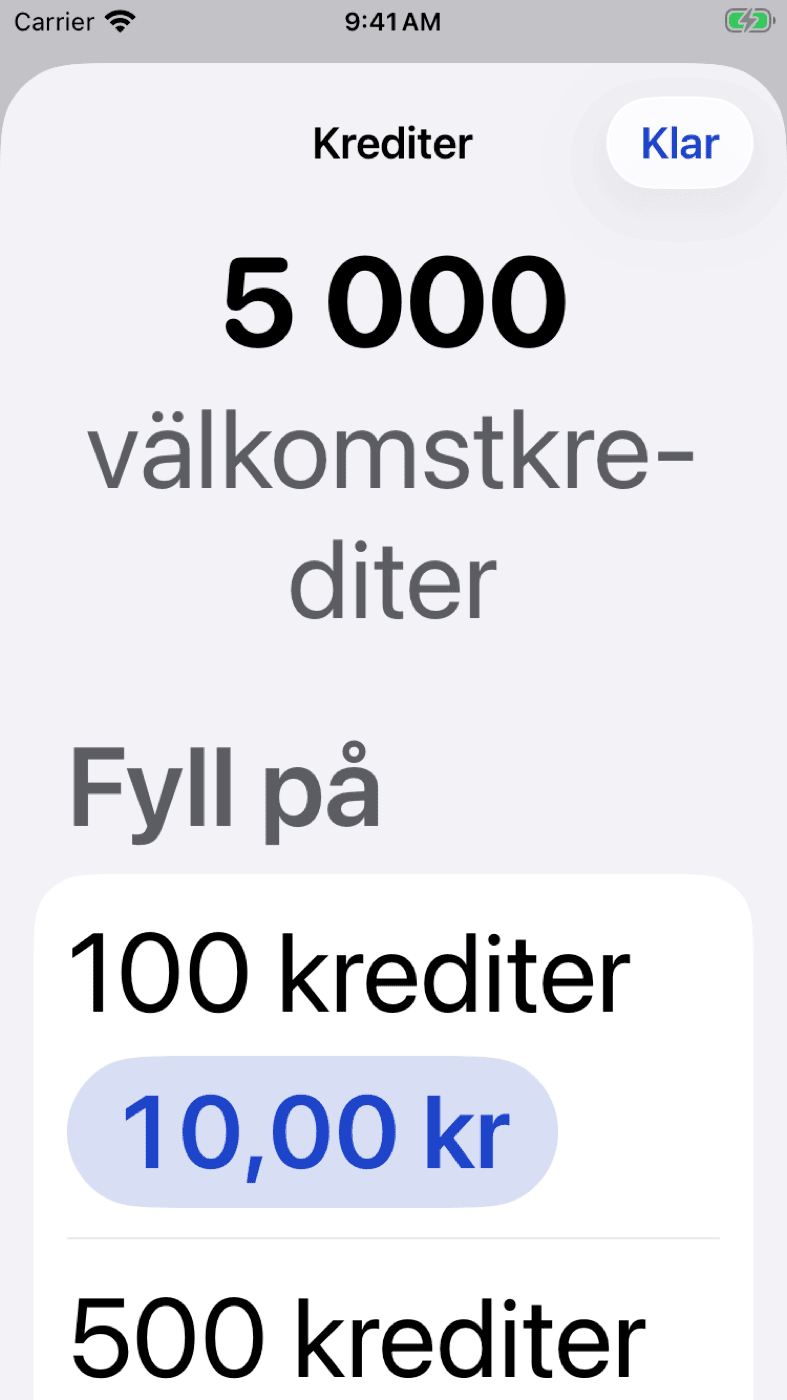 Carrier 9:41 AM
Krediter Klar
5 000
välkomstkre-
diter
Fyll på
100 krediter
10,00 kr
500 krediter